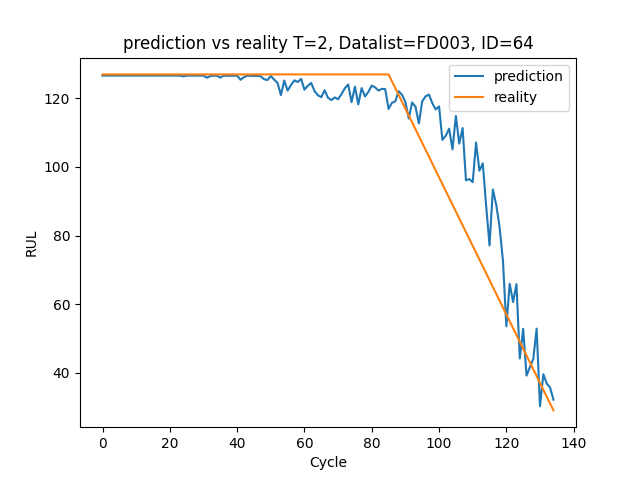 prediction vs reality T=2, Datalist=FD003, ID=64
prediction
reality
RUL
120
100
80
60
40
0 20 40 60 80 100 120 140
Cycle